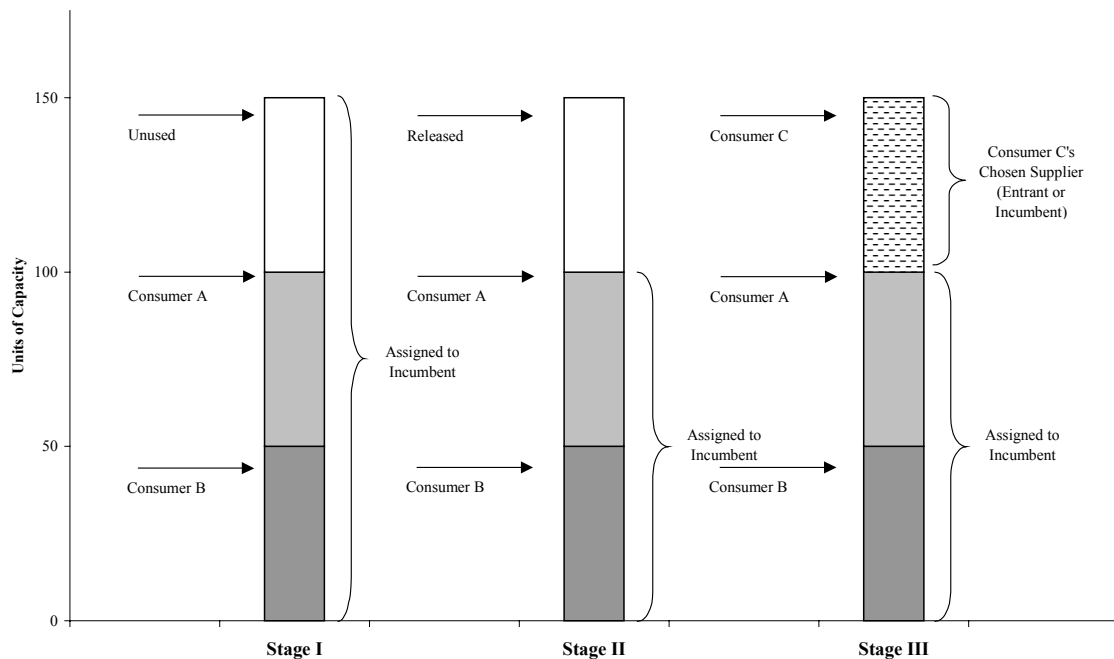 150
Unused
Released
Consumer C
Consumer C's
Chosen Supplier
(Entrant or
Incumbent)
100
Consumer A
Consumer A
Consumer A
Units of Capacity
Assigned to
Incumbent
50
Assigned to
Incumbent
Assigned to
Incumbent
Consumer B
Consumer B
Consumer B
0
Stage I
Stage II
Stage III